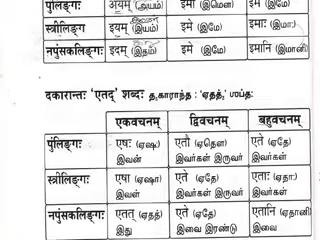 पुंलिङ्गः अयम् (அயம்) इमौ (இமௌ) इमे (இமே)
स्त्रीलिङ्गः इयम् (இயம்) इमे (இமே) इमाः (இமா:)
नपुंसकलिङ्गः इदम् (இதம்) इमे (இமே) इमानि (இமானி)
दकारान्तः 'एतद्' शब्दः த,காராந்த : 'ஏதத்,' ஶப்த:
एकवचनम् द्विवचनम् बहुवचनम्
पुंलिङ्गः एषः (ஏஷ:) एतौ (ஏதௌ) एते (ஏதே)
இவன் இவர்கள் இருவர் இவர்கள்
स्त्रीलिङ्गः एषा (ஏஷா) एते (ஏதே) एताः (ஏதா:)
இவள் இவர்கள் இருவர் இவர்கள்
नपुंसकलिङ्गः एतत् (ஏதத்) एते (ஏதே) एतानि (ஏதானி)
இது இவை இரண்டு இவை